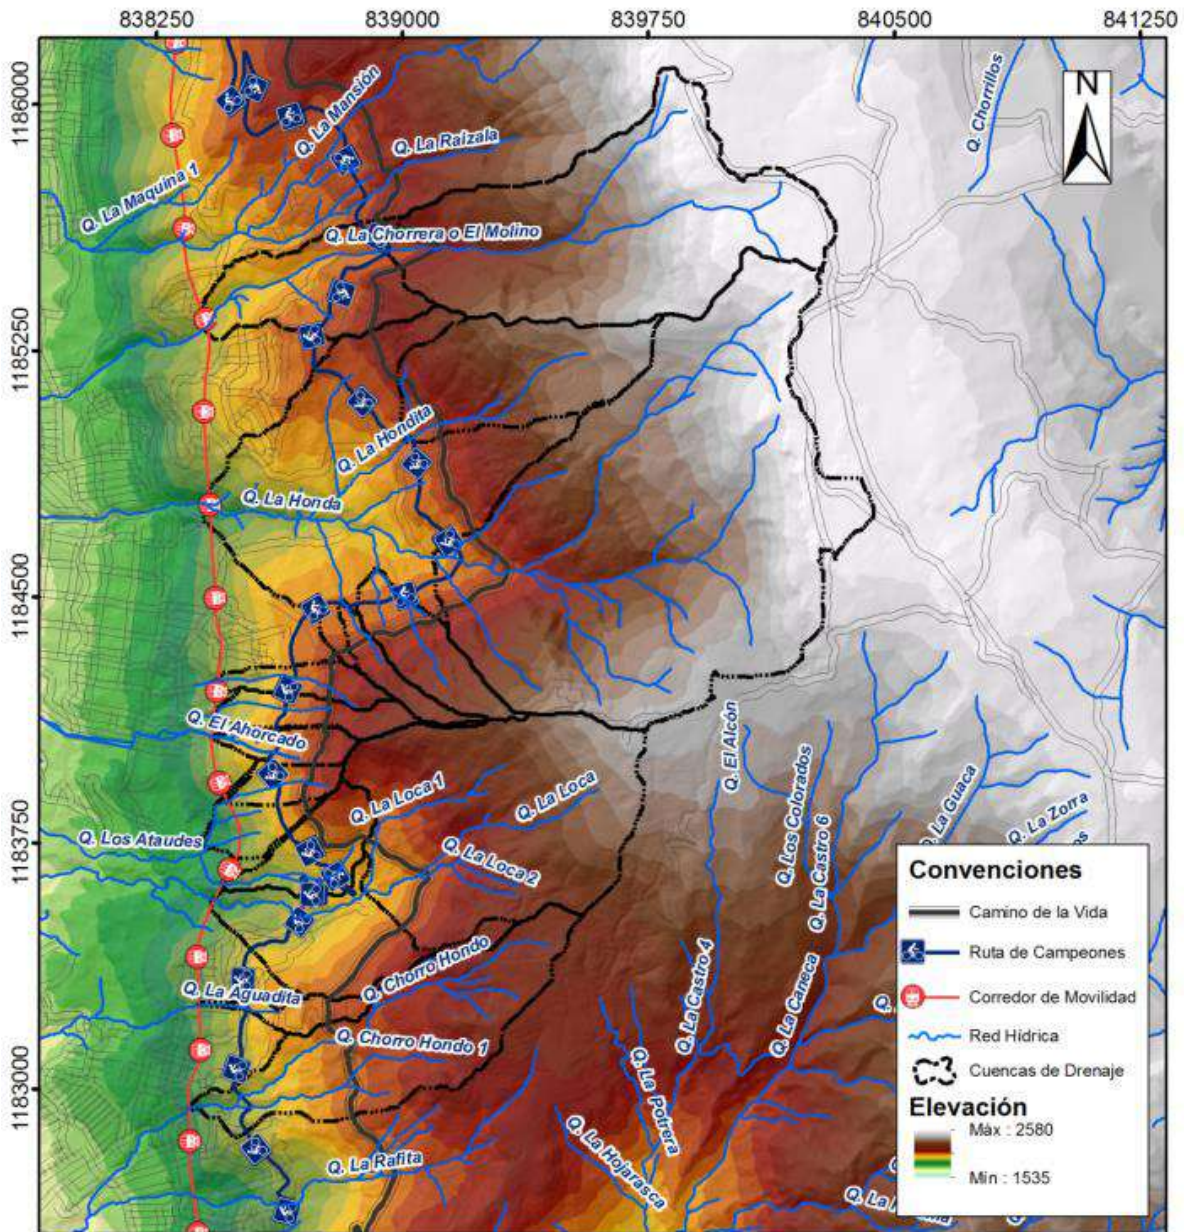 838250 839000 839750 840500 841250
1186000
1185250
1184500
1183750
1183000
N
Q. La Mansión
Q. La Raizala
Q. Chorrillos
Q. La Maquina 1
Q. La Chorrera o El Molino
Q. La Hondita
Q. La Honda
Q. El Ahorcado
Q. El Alcón
Q. Los Colorados
Q. La Castro 6
Q. La Guaca
Q. La Zorra
Q. La Loca 1
Q. La Loca
Q. Los Ataudes
Q. La Loca 2
Q. Chorro Hondo
Q. La Aguadita
Q. Chorro Hondo 1
Q. La Castro 4
Q. La Caneca
Q. La Potrera
Q. La Hojarasca
Q. La Rafita
Q.
Q. La
Convenciones
Camino de la Vida
Ruta de Campeones
Corredor de Movilidad
Red Hídrica
Cuencas de Drenaje
Elevación
Máx : 2580
Min : 1535